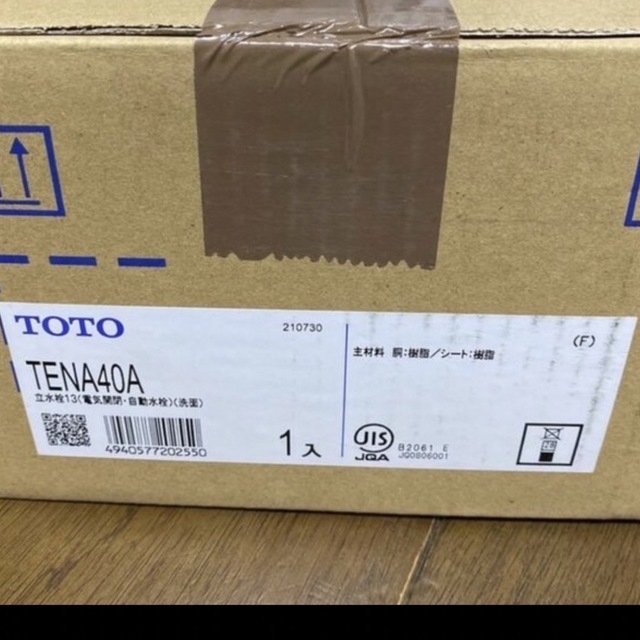 TOTO
210730
(F)
TENA40A
主材料 胴:樹脂/シート:樹脂
立水栓13(電気開閉・自動水栓)(洗面)
4940577202550
1入
JIS
JQA
B2061 E
JQ0806001